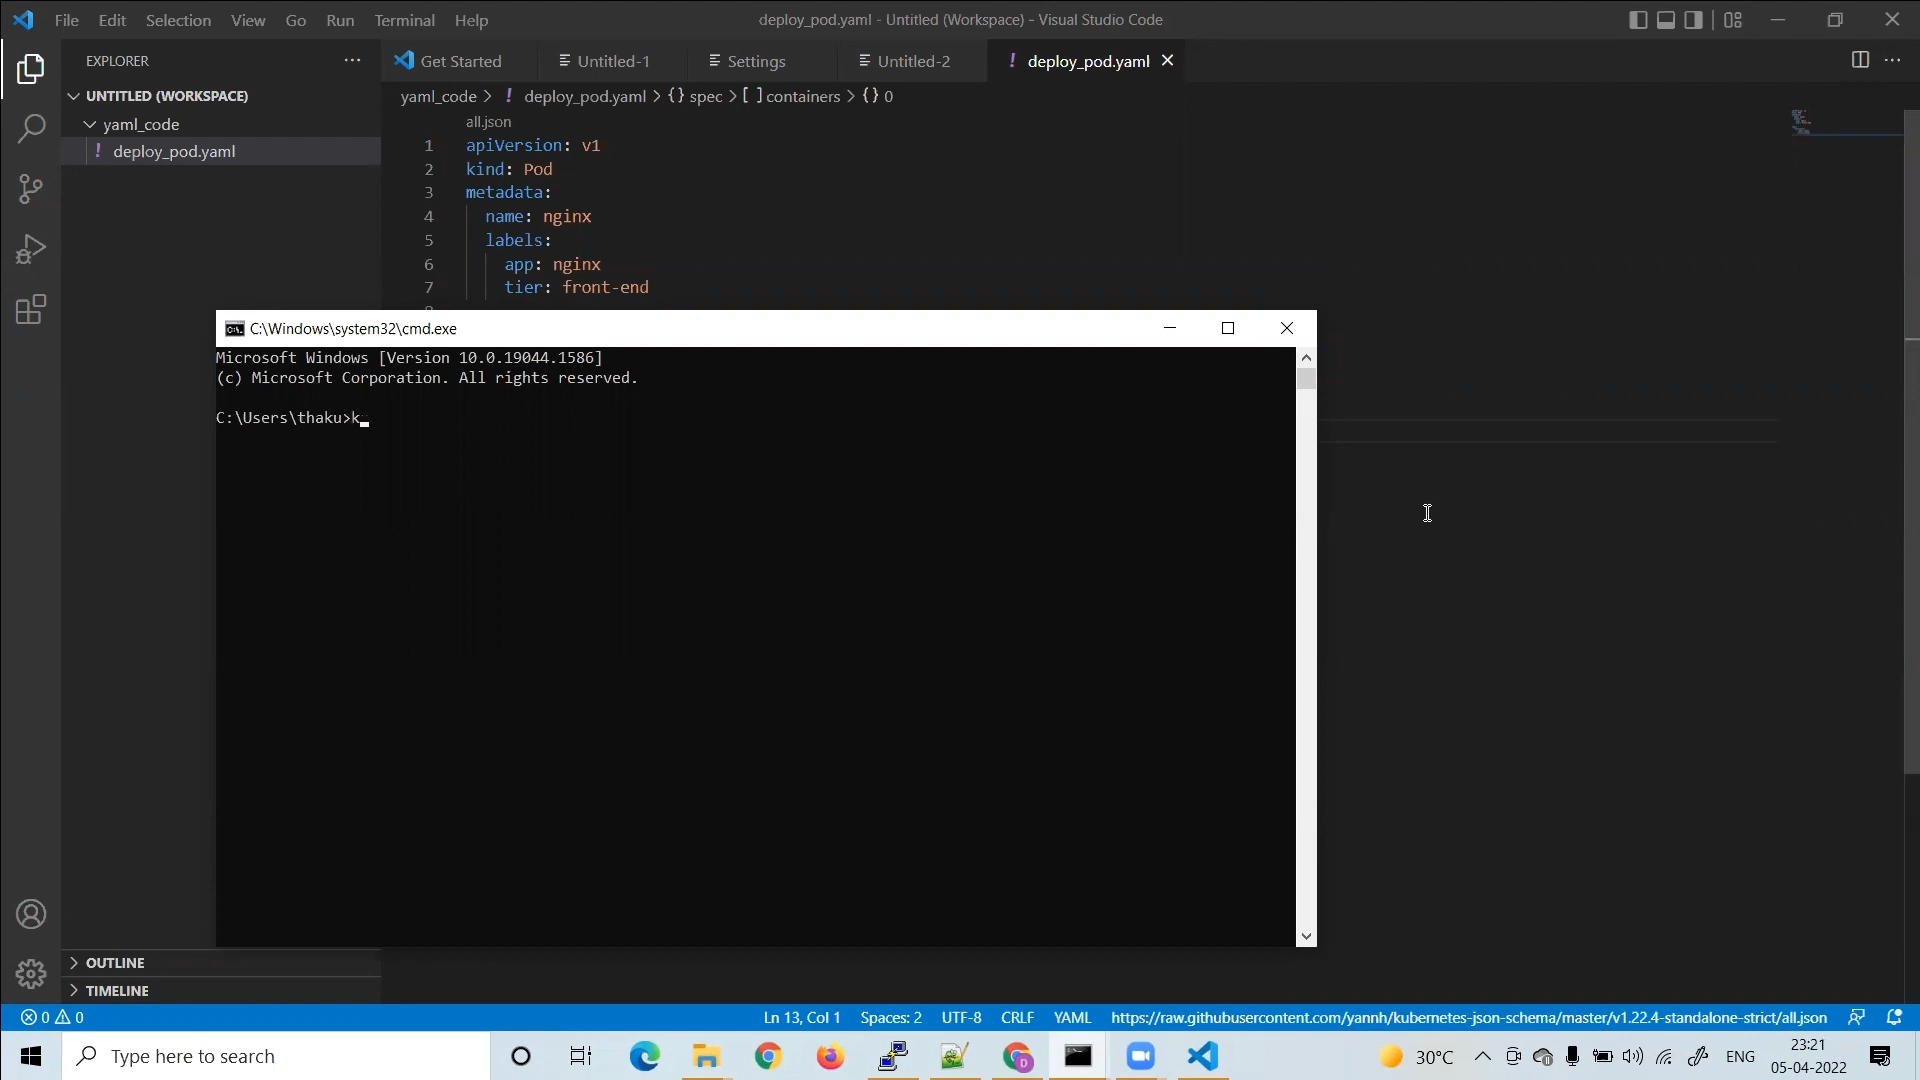 File Edit Selection View Go Run Terminal Help
deploy_pod.yaml - Untitled (Workspace) - Visual Studio Code
EXPLORER
Get Started
Untitled-1
Settings
Untitled-2
! deploy_pod.yaml
UNTITLED (WORKSPACE)
yaml_code > ! deploy_pod.yaml > {} spec > [ ] containers > {} 0
yaml_code
! deploy_pod.yaml
all.json
1 apiVersion: v1
2 kind: Pod
3 metadata:
4 name: nginx
5 labels:
6 app: nginx
7 tier: front-end
C:\Windows\system32\cmd.exe
Microsoft Windows [Version 10.0.19044.1586]
(c) Microsoft Corporation. All rights reserved.
C:\Users\thaku>k
OUTLINE
TIMELINE
0 0
Ln 13, Col 1
Spaces: 2
UTF-8
CRLF
YAML
https://raw.githubusercontent.com/yannh/kubernetes-json-schema/master/v1.22.4-standalone-strict/all.json
Type here to search
30°C
ENG
23:21
05-04-2022